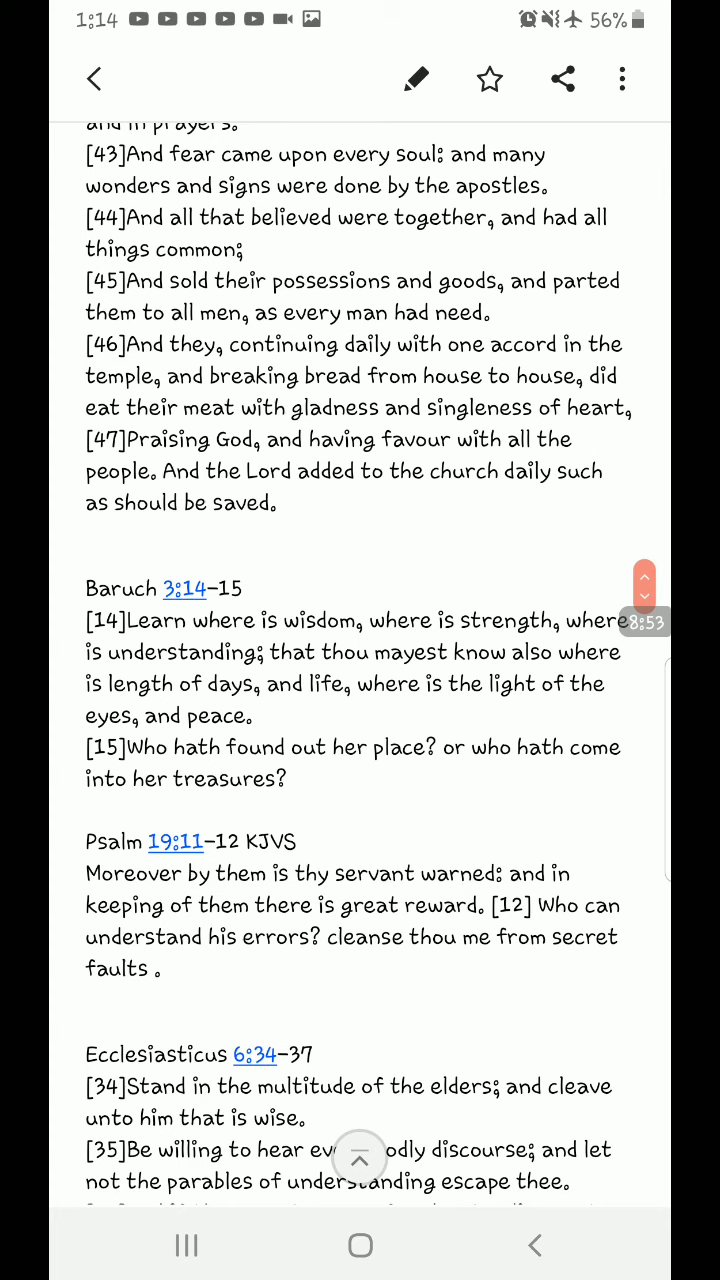 1:14 56%
and in prayers.
[43]And fear came upon every soul: and many
wonders and signs were done by the apostles.
[44]And all that believed were together, and had all
things common;
[45]And sold their possessions and goods, and parted
them to all men, as every man had need.
[46]And they, continuing daily with one accord in the
temple, and breaking bread from house to house, did
eat their meat with gladness and singleness of heart,
[47]Praising God, and having favour with all the
people. And the Lord added to the church daily such
as should be saved.
Baruch 3:14-15
[14]Learn where is wisdom, where is strength, where
8:53
is understanding; that thou mayest know also where
is length of days, and life, where is the light of the
eyes, and peace.
[15]Who hath found out her place? or who hath come
into her treasures?
Psalm 19:11-12 KJVS
Moreover by them is thy servant warned: and in
keeping of them there is great reward. [12] Who can
understand his errors? cleanse thou me from secret
faults .
Ecclesiasticus 6:34-37
[34]Stand in the multitude of the elders; and cleave
unto him that is wise.
[35]Be willing to hear discourse; and let
not the parables of understanding escape thee.